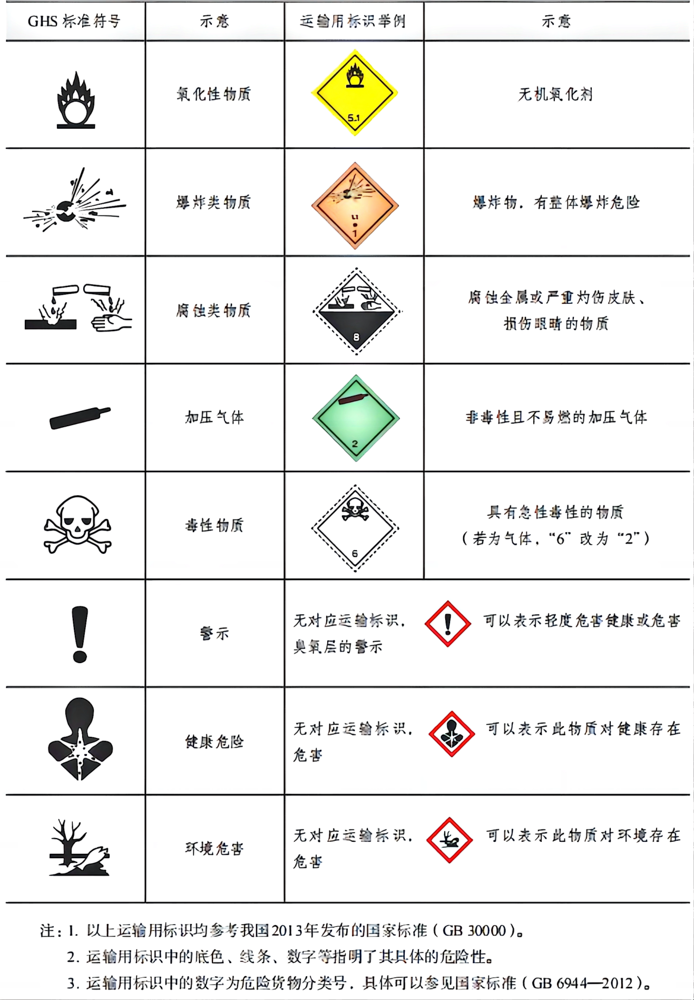 GHS 标准符号 示意 运输用标识举例 示意
氧化性物质 5.1 无机氧化剂
爆炸类物质 1 爆炸物，有整体爆炸危险
腐蚀类物质 8 腐蚀金属或严重灼伤皮肤、
损伤眼睛的物质
加压气体 2 非毒性且不易燃的加压气体
毒性物质 6 具有急性毒性的物质
（若为气体，“6” 改为 “2”）
警示 无对应运输标识， 可以表示轻度危害健康或危害
臭氧层的警示
健康危险 无对应运输标识， 可以表示此物质对健康存在
危害
环境危害 无对应运输标识， 可以表示此物质对环境存在
危害
注：1. 以上运输用标识均参考我国2013年发布的国家标准（GB 30000）。
2. 运输用标识中的底色、线条、数字等指明了其具体的危险性。
3. 运输用标识中的数字为危险货物分类号，具体可以参见国家标准（GB 6944—2012）。